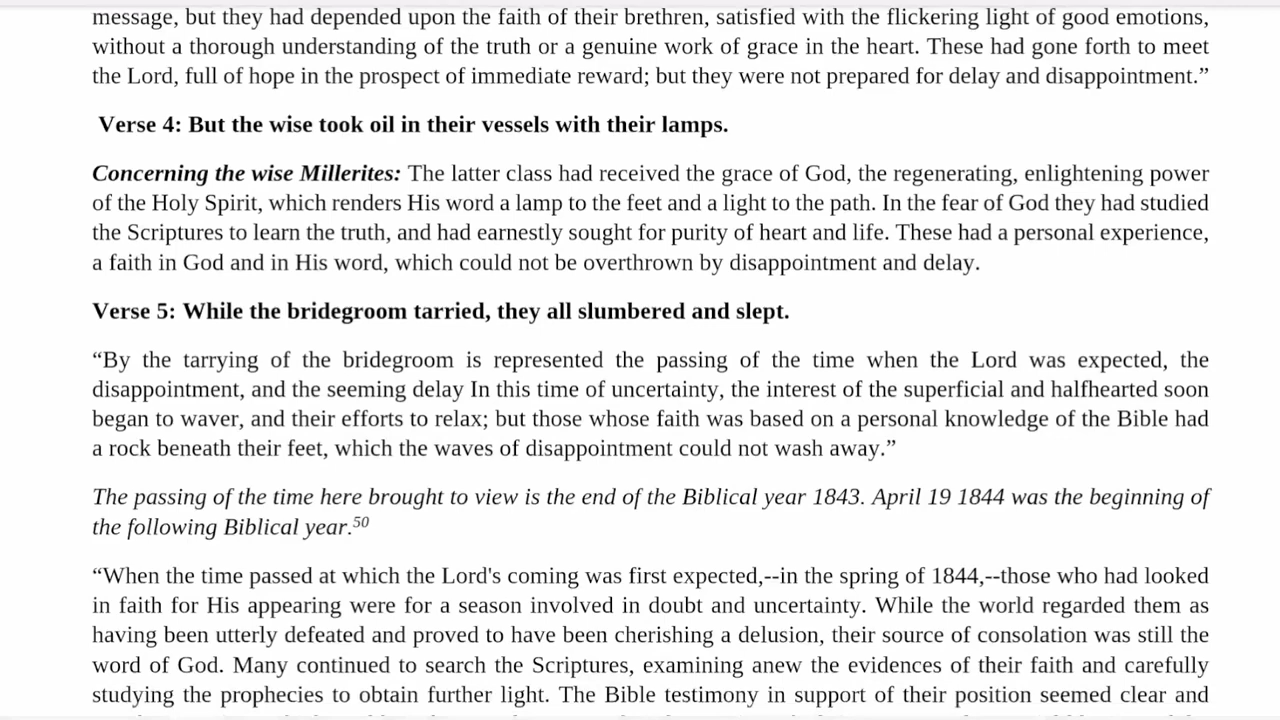 message, but they had depended upon the faith of their brethren, satisfied with the flickering light of good emotions,
without a thorough understanding of the truth or a genuine work of grace in the heart. These had gone forth to meet
the Lord, full of hope in the prospect of immediate reward; but they were not prepared for delay and disappointment.”
Verse 4: But the wise took oil in their vessels with their lamps.
Concerning the wise Millerites: The latter class had received the grace of God, the regenerating, enlightening power
of the Holy Spirit, which renders His word a lamp to the feet and a light to the path. In the fear of God they had studied
the Scriptures to learn the truth, and had earnestly sought for purity of heart and life. These had a personal experience,
a faith in God and in His word, which could not be overthrown by disappointment and delay.
Verse 5: While the bridegroom tarried, they all slumbered and slept.
“By the tarrying of the bridegroom is represented the passing of the time when the Lord was expected, the
disappointment, and the seeming delay In this time of uncertainty, the interest of the superficial and halfhearted soon
began to waver, and their efforts to relax; but those whose faith was based on a personal knowledge of the Bible had
a rock beneath their feet, which the waves of disappointment could not wash away.”
The passing of the time here brought to view is the end of the Biblical year 1843. April 19 1844 was the beginning of
the following Biblical year.50
“When the time passed at which the Lord's coming was first expected,--in the spring of 1844,--those who had looked
in faith for His appearing were for a season involved in doubt and uncertainty. While the world regarded them as
having been utterly defeated and proved to have been cherishing a delusion, their source of consolation was still the
word of God. Many continued to search the Scriptures, examining anew the evidences of their faith and carefully
studying the prophecies to obtain further light. The Bible testimony in support of their position seemed clear and